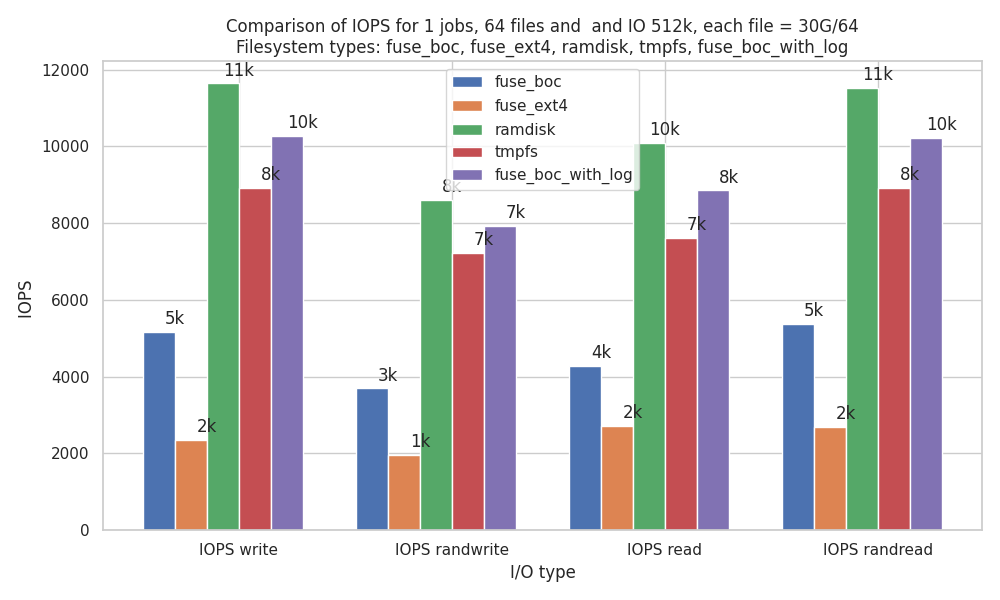 Comparison of IOPS for 1 jobs, 64 files and  and IO 512k, each file = 30G/64
Filesystem types: fuse_boc, fuse_ext4, ramdisk, tmpfs, fuse_boc_with_log
IOPS
12000
10000
8000
6000
4000
2000
0
fuse_boc
fuse_ext4
ramdisk
tmpfs
fuse_boc_with_log
5k
2k
11k
8k
10k
3k
1k
8k
7k
7k
4k
2k
10k
7k
8k
5k
2k
11k
8k
10k
IOPS write
IOPS randwrite
IOPS read
IOPS randread
I/O type